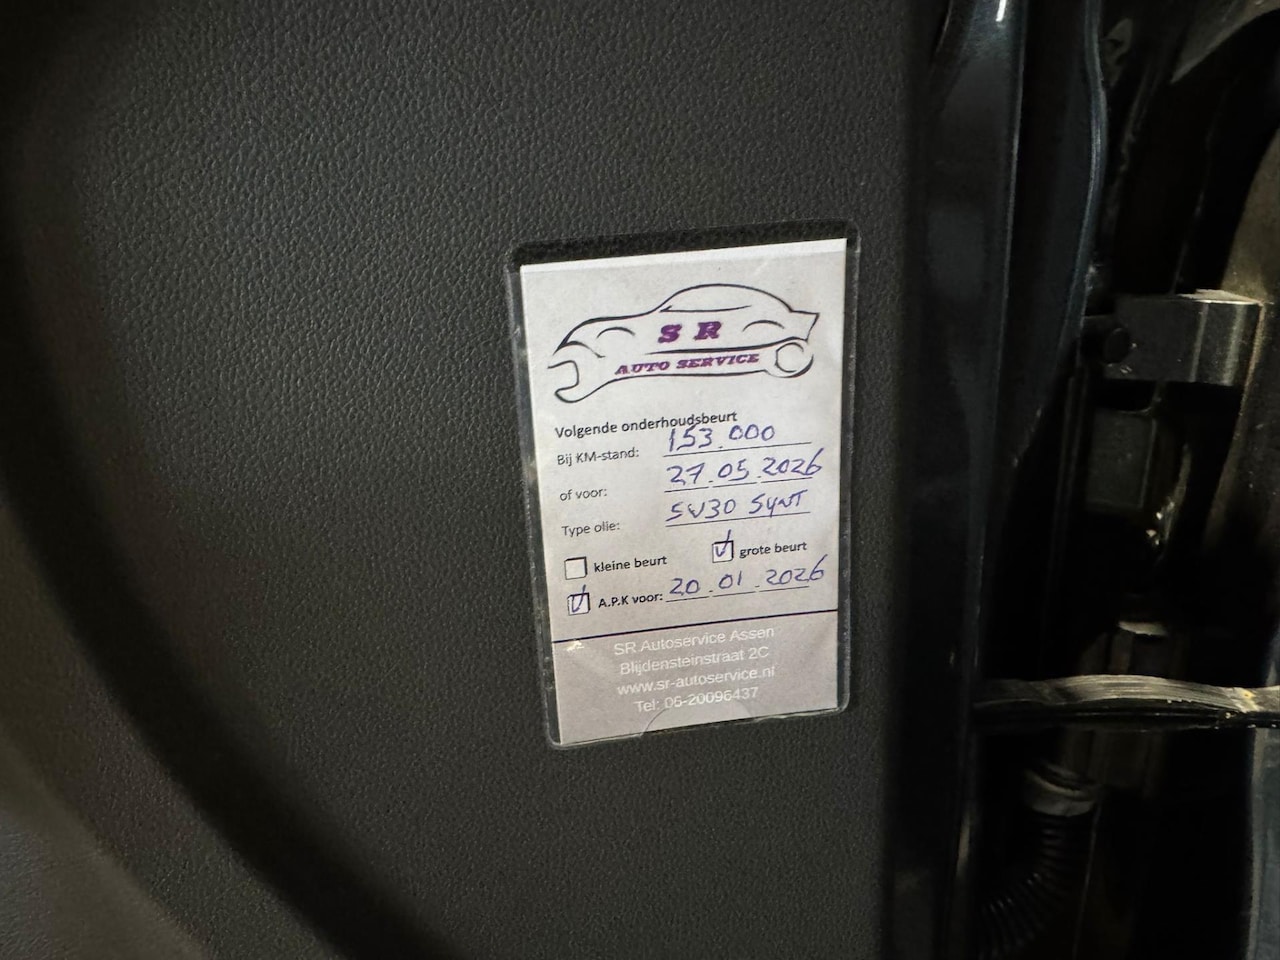 S R
AUTO SERVICE
Volgende onderhoudsbeurt
Bij KM-stand: 153.000
of voor: 27.05.2026
Type olie: 5W30 SYNT
kleine beurt grote beurt
A.P.K voor: 20.01.2026
SR Autoservice Assen
Blijdensteinstraat 2C
www.sr-autoservice.nl
Tel: 06-20096437